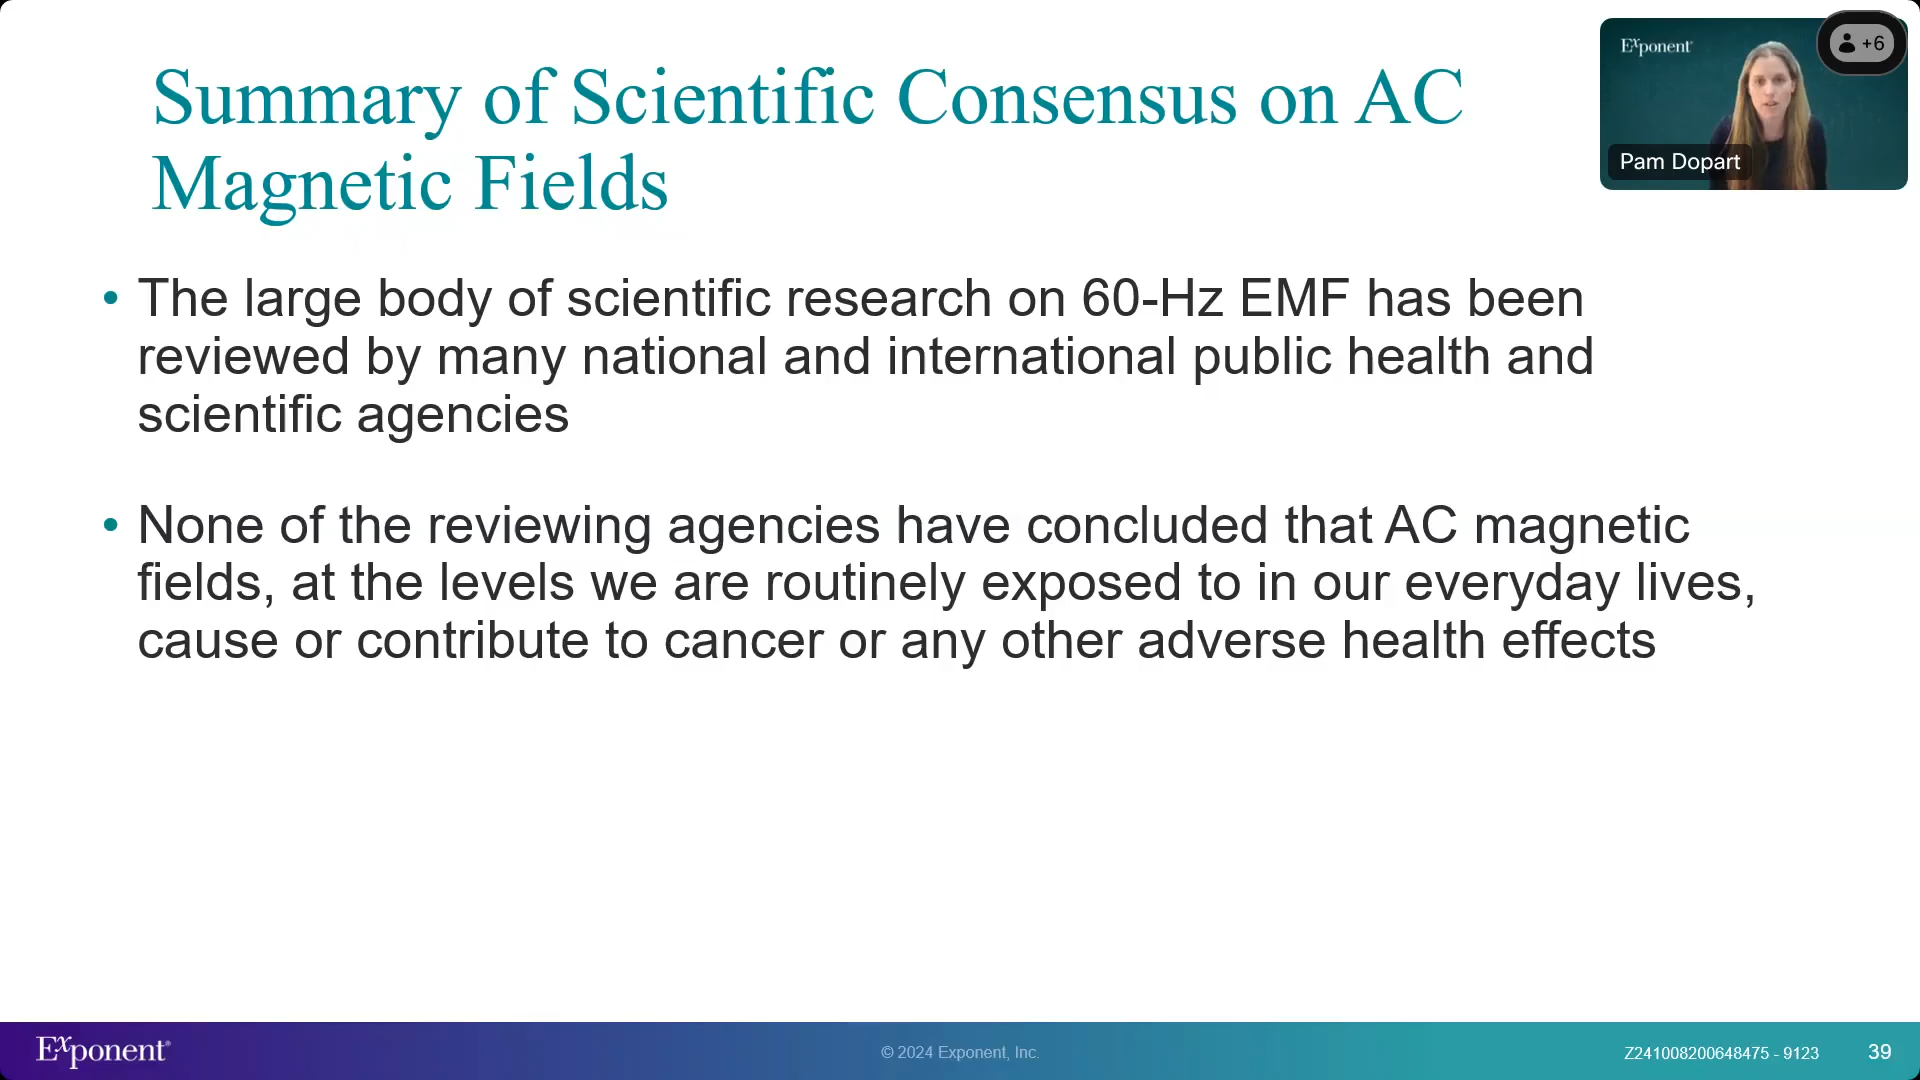 Summary of Scientific Consensus on AC
Magnetic Fields
Exponent
+6
Pam Dopart
• The large body of scientific research on 60-Hz EMF has been
reviewed by many national and international public health and
scientific agencies
• None of the reviewing agencies have concluded that AC magnetic
fields, at the levels we are routinely exposed to in our everyday lives,
cause or contribute to cancer or any other adverse health effects
Exponent®
© 2024 Exponent, Inc.
Z241008200648475 - 9123
39